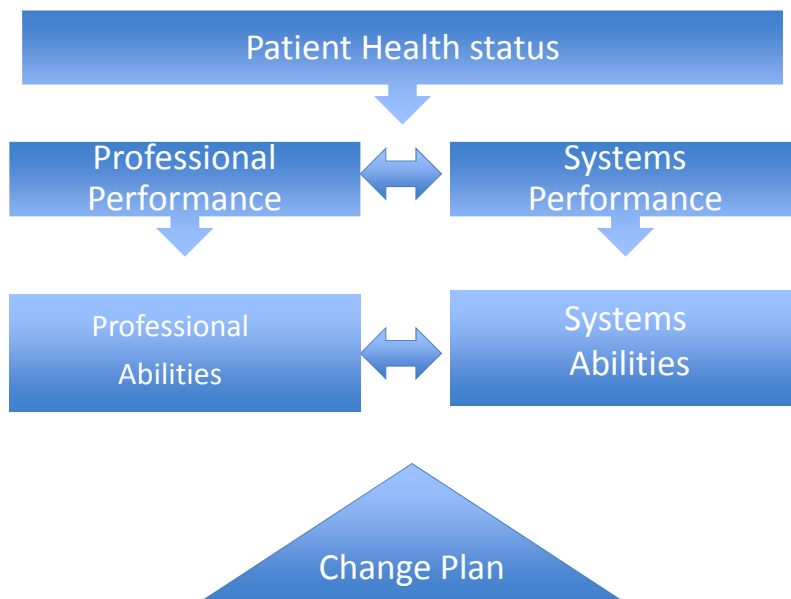 Patient Health status
Professional
Performance
Systems
Performance
Professional
Abilities
Systems
Abilities
Change Plan